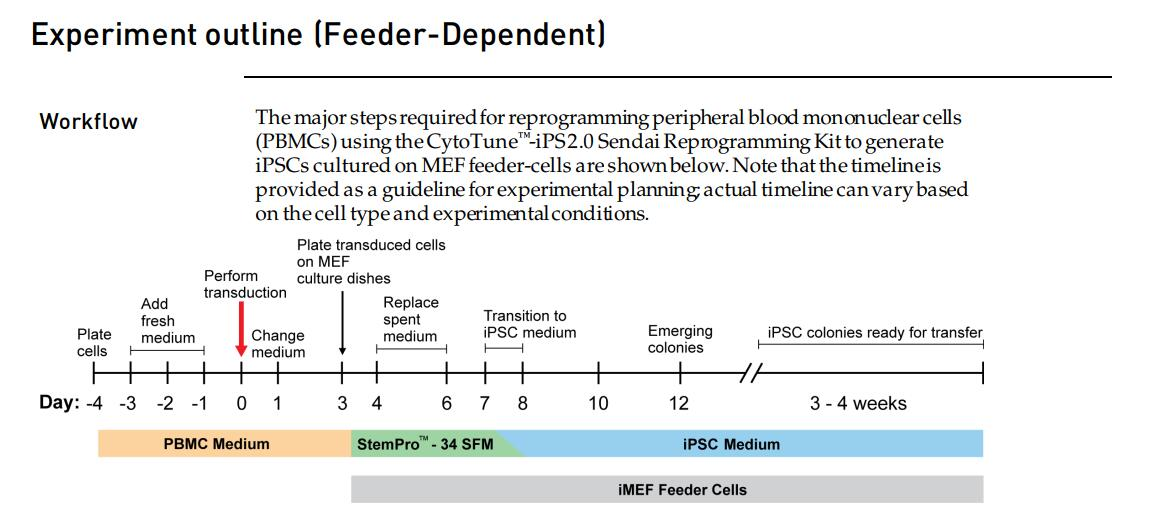 Experiment outline (Feeder-Dependent)
Workflow
The major steps required for reprogramming peripheral blood mononuclear cells
(PBMCs) using the CytoTune™-iPS2.0 Sendai Reprogramming Kit to generate
iPSCs cultured on MEF feeder-cells are shown below. Note that the timeline is
provided as a guideline for experimental planning; actual timeline can vary based
on the cell type and experimental conditions.
Plate transduced cells
on MEF
culture dishes
Perform
transduction
Add
fresh
medium
Replace
spent
medium
Transition to
iPSC medium
Plate
cells
Change
medium
Emerging
colonies
iPSC colonies ready for transfer
Day: -4 -3 -2 -1 0 1 3 4 6 7 8 10 12 3 - 4 weeks
PBMC Medium StemPro™ - 34 SFM iPSC Medium
iMEF Feeder Cells